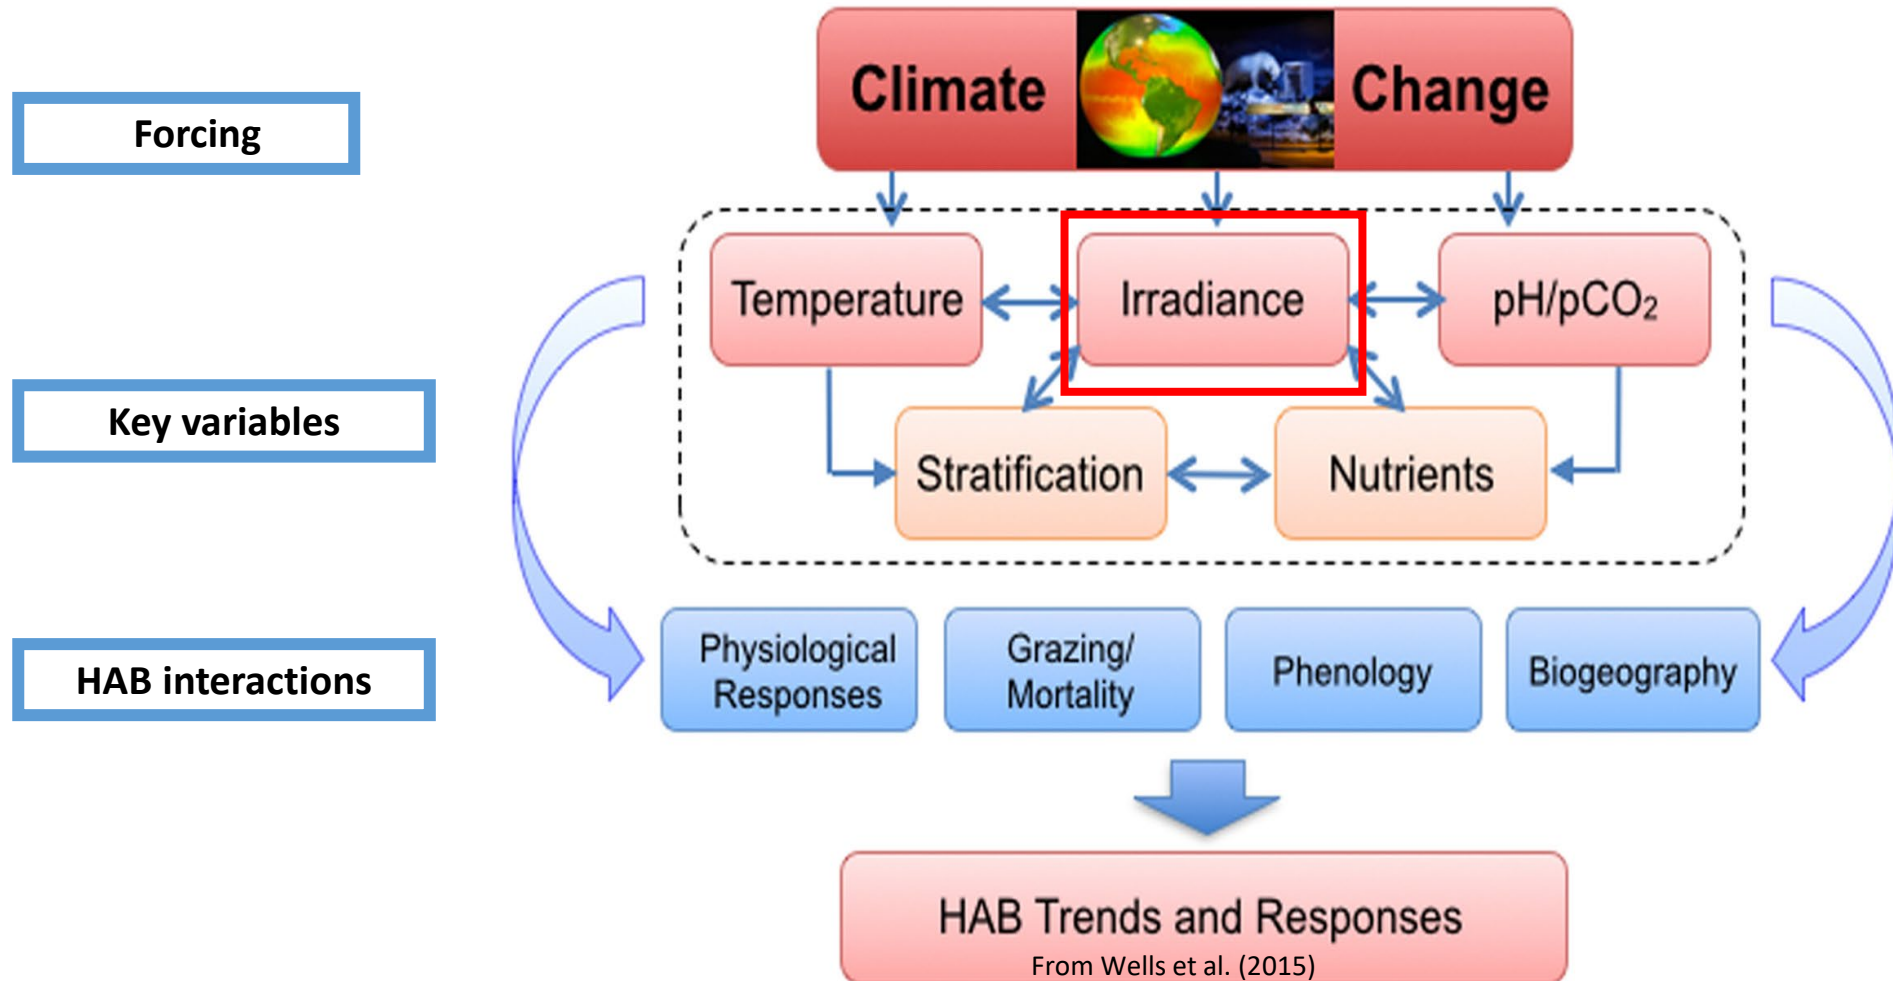 Climate Change
Forcing
Temperature
Irradiance
pH/pCO₂
Key variables
Stratification
Nutrients
HAB interactions
Physiological
Responses
Grazing/
Mortality
Phenology
Biogeography
HAB Trends and Responses
From Wells et al. (2015)